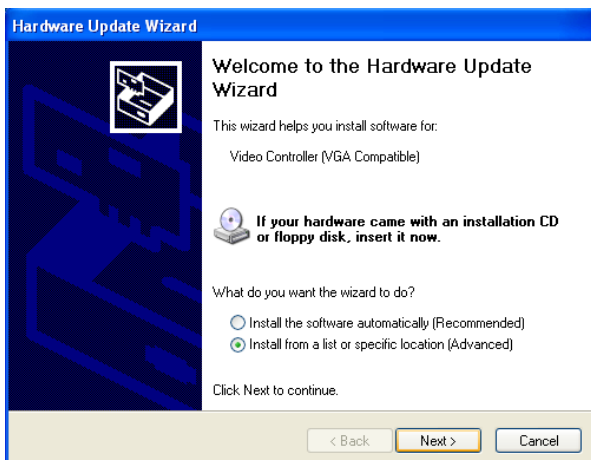 Hardware Update Wizard
Welcome to the Hardware Update
Wizard
This wizard helps you install software for:
Video Controller (VGA Compatible)
If your hardware came with an installation CD
or floppy disk, insert it now.
What do you want the wizard to do?
Install the software automatically (Recommended)
Install from a list or specific location (Advanced)
Click Next to continue.
< Back Next > Cancel